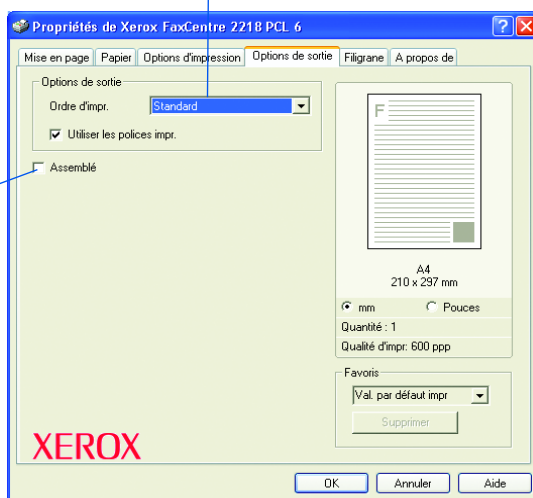 Propriétés de Xerox FaxCentre 2218 PCL 6
Mise en page Papier Options d'impression Options de sortie Filigrane A propos de
Options de sortie
Ordre d'impr. Standard
Utiliser les polices impr.
Assemblé
F
A4
210 x 297 mm
mm Pouces
Quantité : 1
Qualité d'impr: 600 ppp
Favoris
Val. par défaut impr
Supprimer
XEROX
OK Annuler Aide